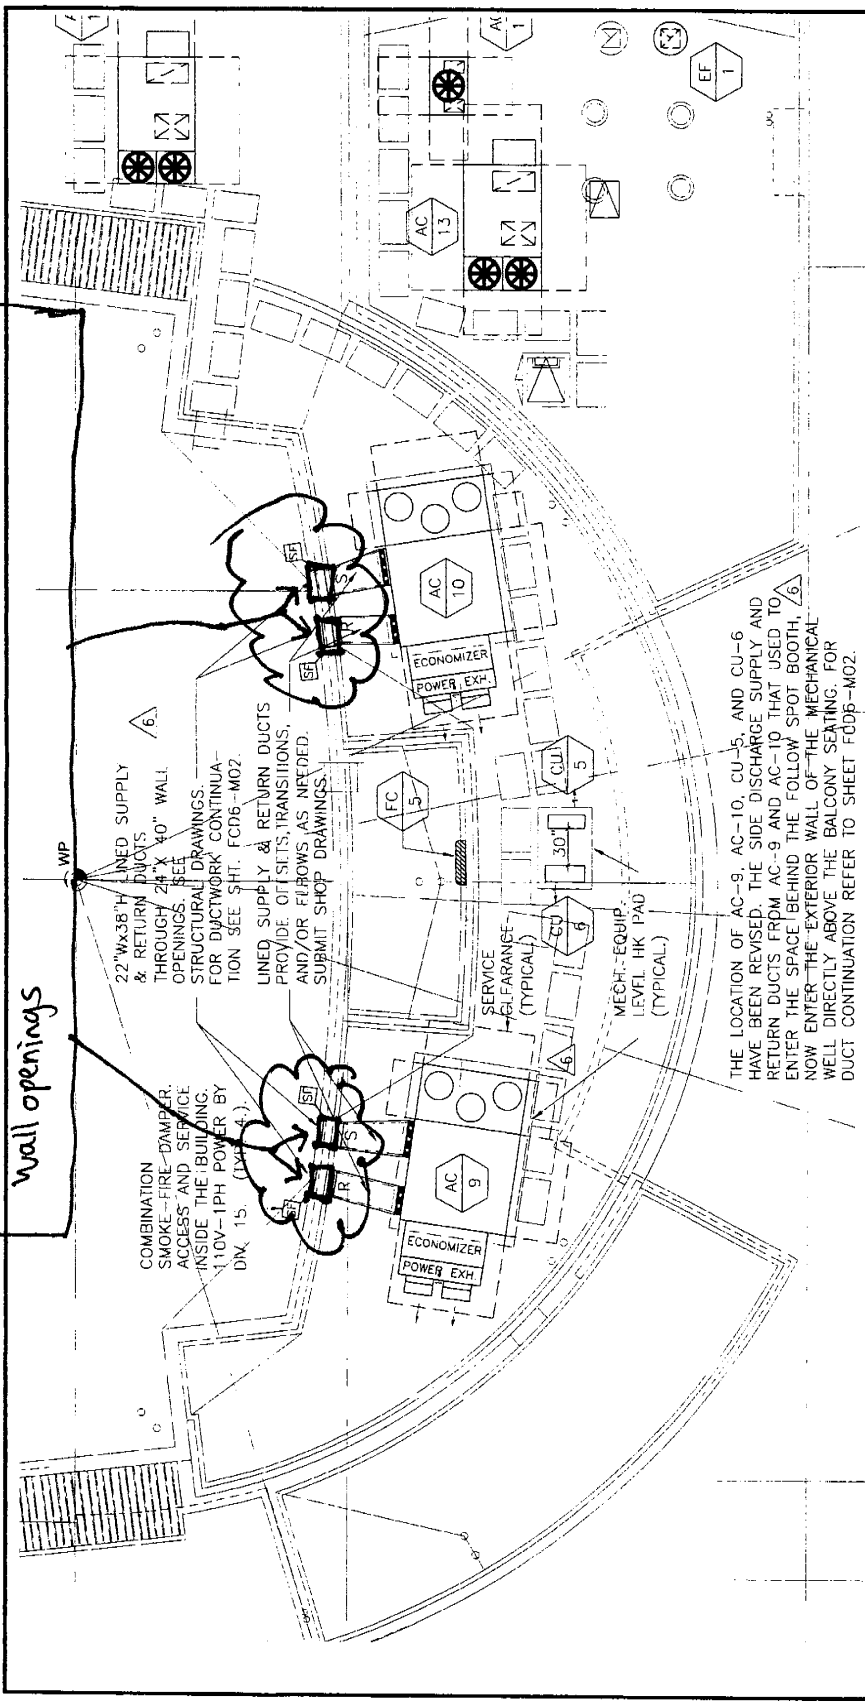 wall openings
WP
22"Wx38"H LINED SUPPLY
& RETURN DUCTS
THROUGH 24"X 40" WALL
OPENINGS. SEE
STRUCTURAL DRAWINGS.
FOR DUCTWORK CONTINUA-
TION SEE SHT. FCD6-M02.
6
LINED SUPPLY & RETURN DUCTS
PROVIDE OFFSETS, TRANSITIONS,
AND/OR ELBOWS AS NEEDED.
SUBMIT SHOP DRAWINGS.
COMBINATION
SMOKE-FIRE DAMPER.
ACCESS AND SERVICE
INSIDE THE BUILDING.
110V-1PH POWER BY
DIV. 15. (TYP. 4.)
SF
SF
S
R
SF
SF
S
R
AC
9
ECONOMIZER
POWER EXH.
AC
10
ECONOMIZER
POWER EXH.
FC
5
CU
5
CU
6
30"
SERVICE
CLEARANCE
(TYPICAL)
MECH. EQUIP.
LEVEL HK PAD
(TYPICAL.)
6
AC
13
EF
1
THE LOCATION OF AC-9, AC-10, CU-5, AND CU-6
HAVE BEEN REVISED. THE SIDE DISCHARGE SUPPLY AND
RETURN DUCTS FROM AC-9 AND AC-10 THAT USED TO
ENTER THE SPACE BEHIND THE FOLLOW SPOT BOOTH,
NOW ENTER THE EXTERIOR WALL OF THE MECHANICAL
WELL DIRECTLY ABOVE THE BALCONY SEATING. FOR
DUCT CONTINUATION REFER TO SHEET FCD6-M02.
6